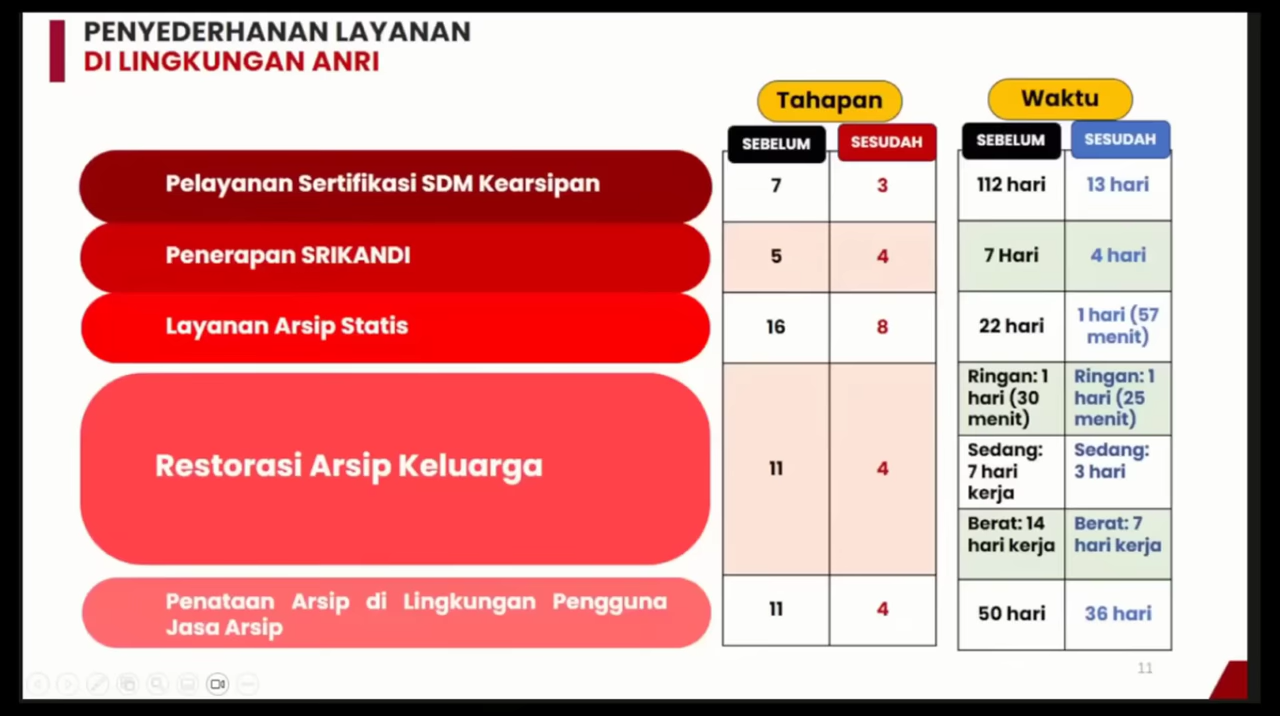 PENYEDERHANAN LAYANAN
DI LINGKUNGAN ANRI
Tahapan
Waktu
SEBELUM
SESUDAH
SEBELUM
SESUDAH
Pelayanan Sertifikasi SDM Kearsipan
7
3
112 hari
13 hari
Penerapan SRIKANDI
5
4
7 Hari
4 hari
Layanan Arsip Statis
16
8
22 hari
1 hari (57
menit)
Restorasi Arsip Keluarga
11
4
Ringan: 1
hari (30
menit)
Ringan: 1
hari (25
menit)
Sedang:
7 hari
kerja
Sedang:
3 hari
Berat: 14
hari kerja
Berat: 7
hari kerja
Penataan Arsip di Lingkungan Pengguna
Jasa Arsip
11
4
50 hari
36 hari
11